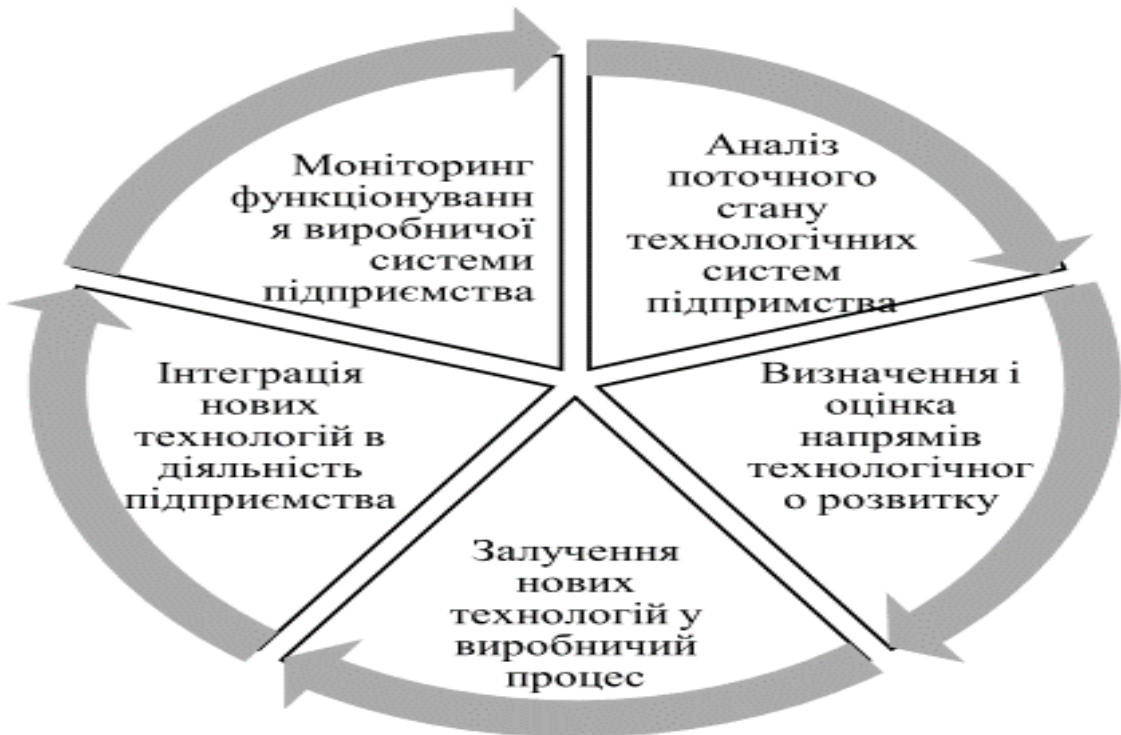 Аналіз
поточного
стану
технологічних
систем
підпримства
Визначення і
оцінка
напрямів
технологічног
о розвитку
Залучення
нових
технологій у
виробничий
процес
Інтеграція
нових
технологій в
діяльність
підприємства
Моніторинг
функціонуванн
я виробничої
системи
підприємства